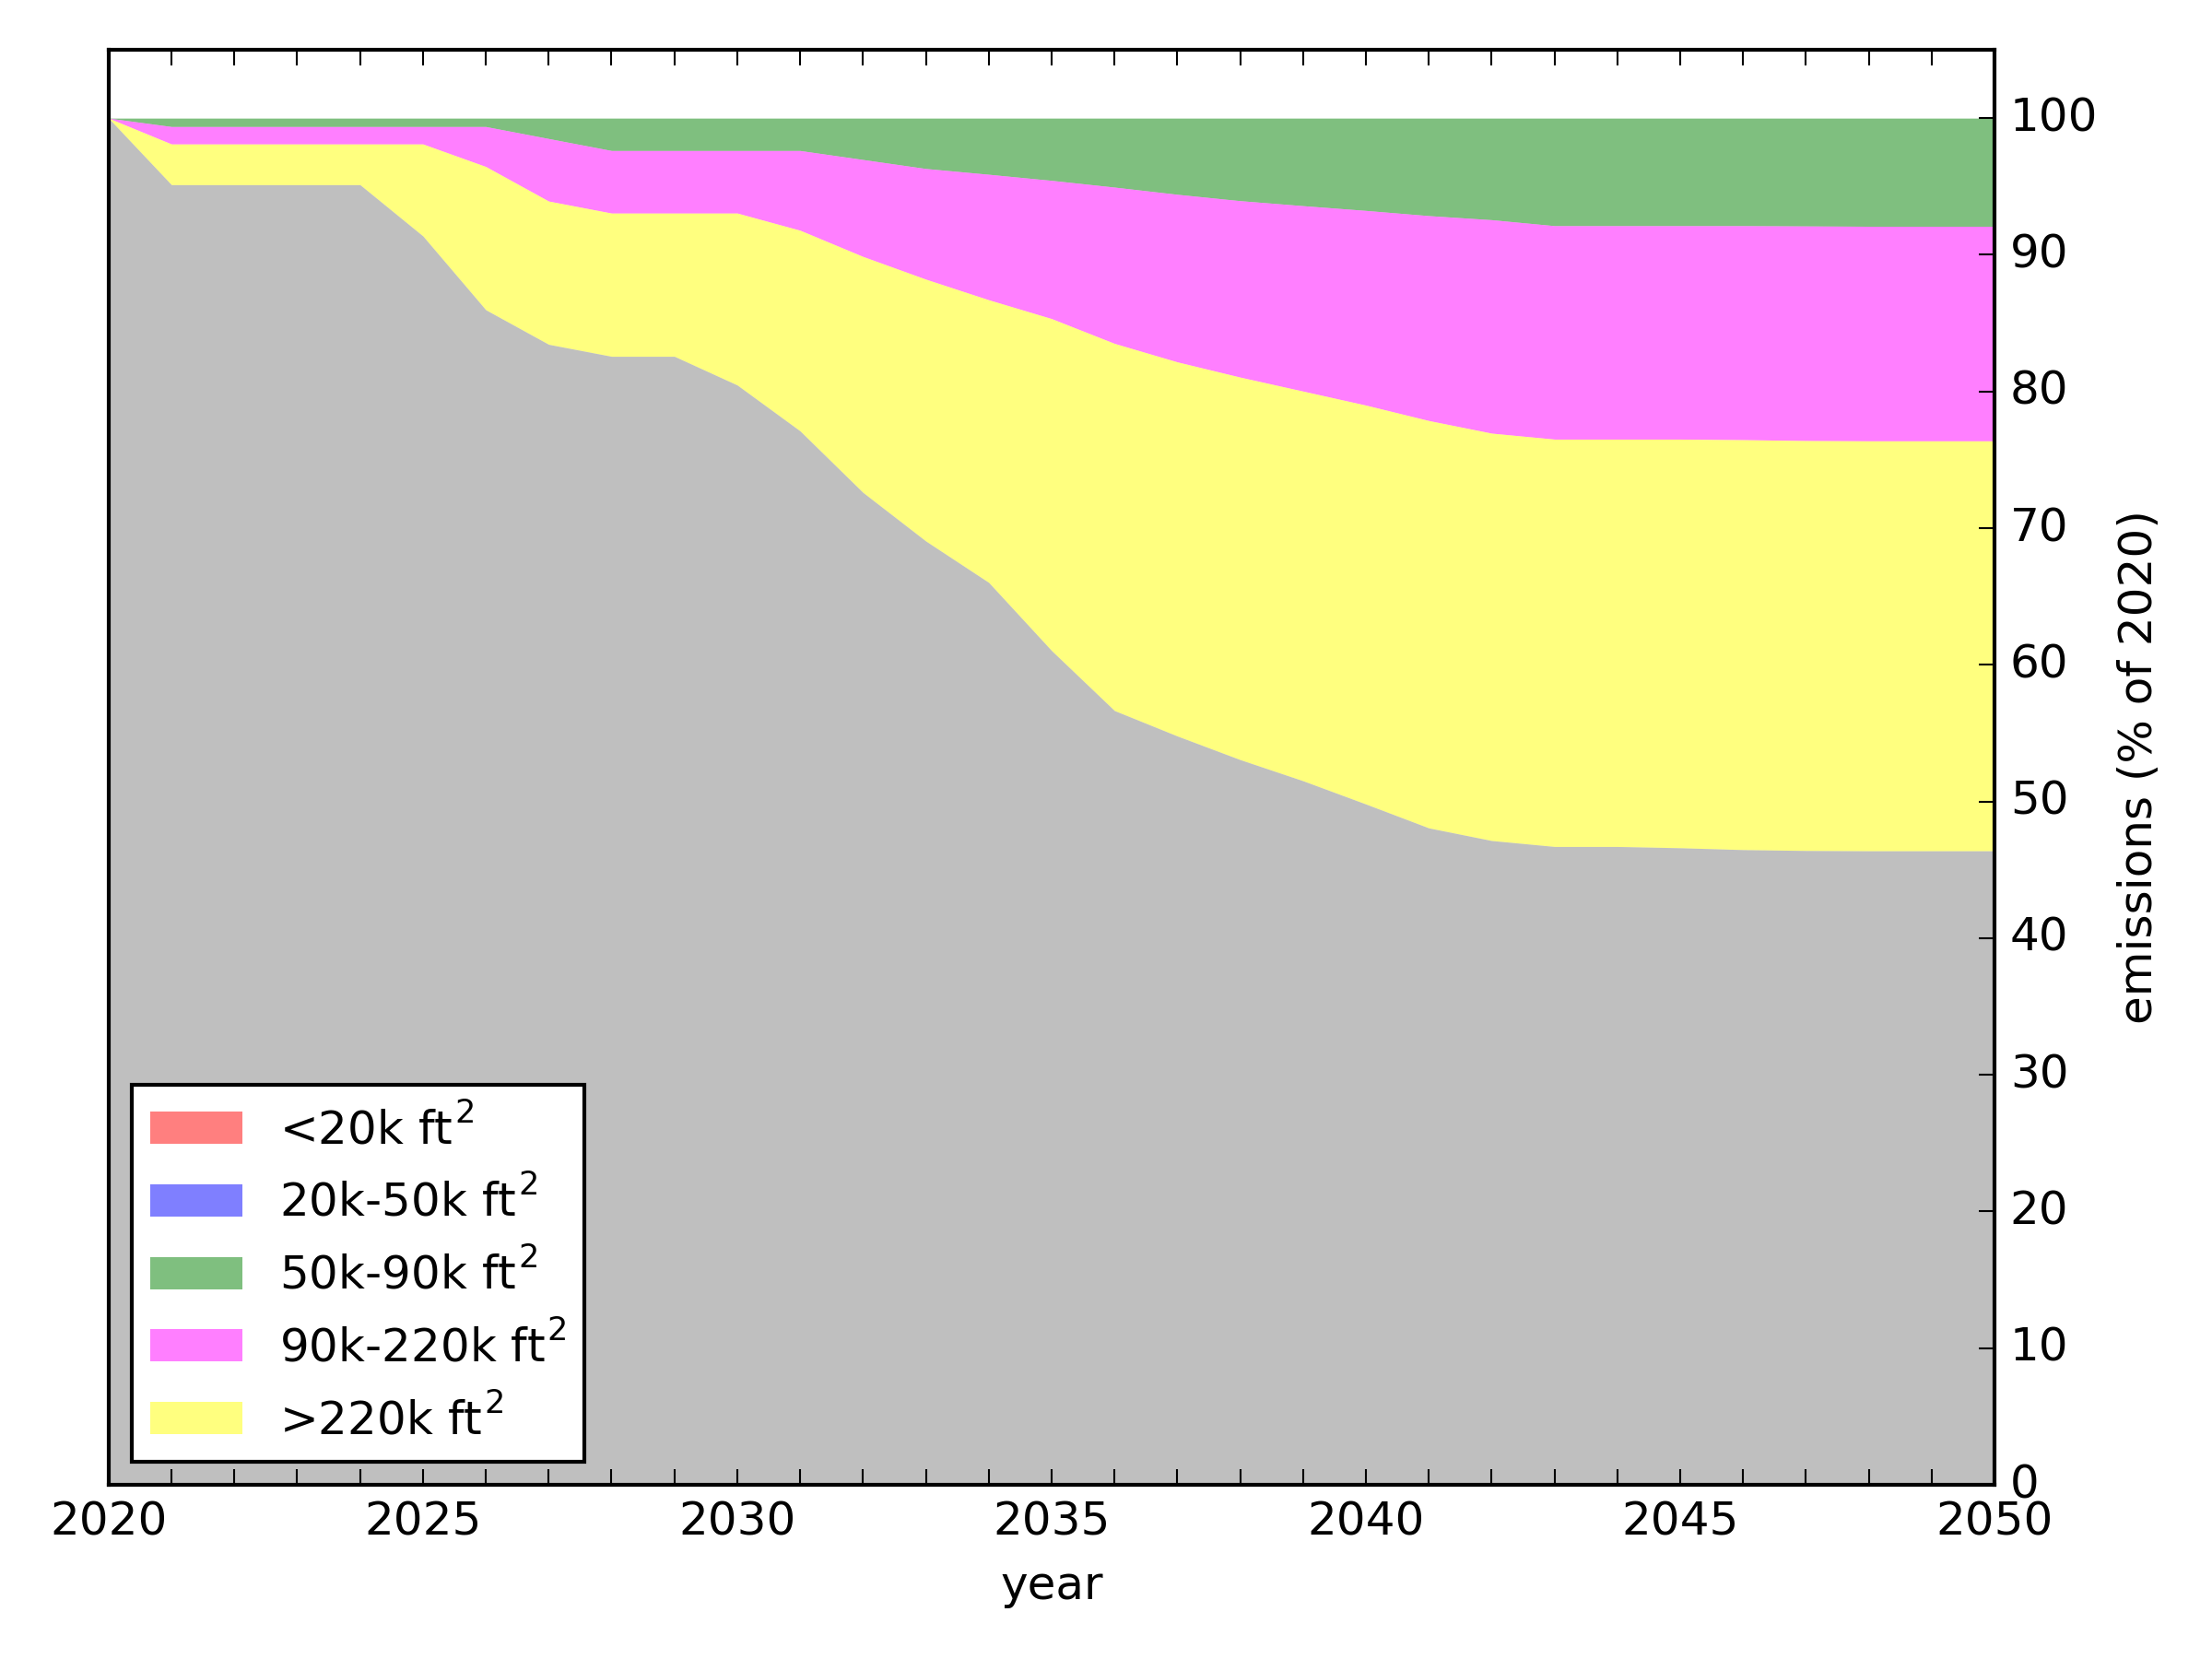 100
90
80
70
60
50
40
30
20
10
0
emissions (% of 2020)
<20k ft²
20k-50k ft²
50k-90k ft²
90k-220k ft²
>220k ft²
2020 2025 2030 2035 2040 2045 2050
year